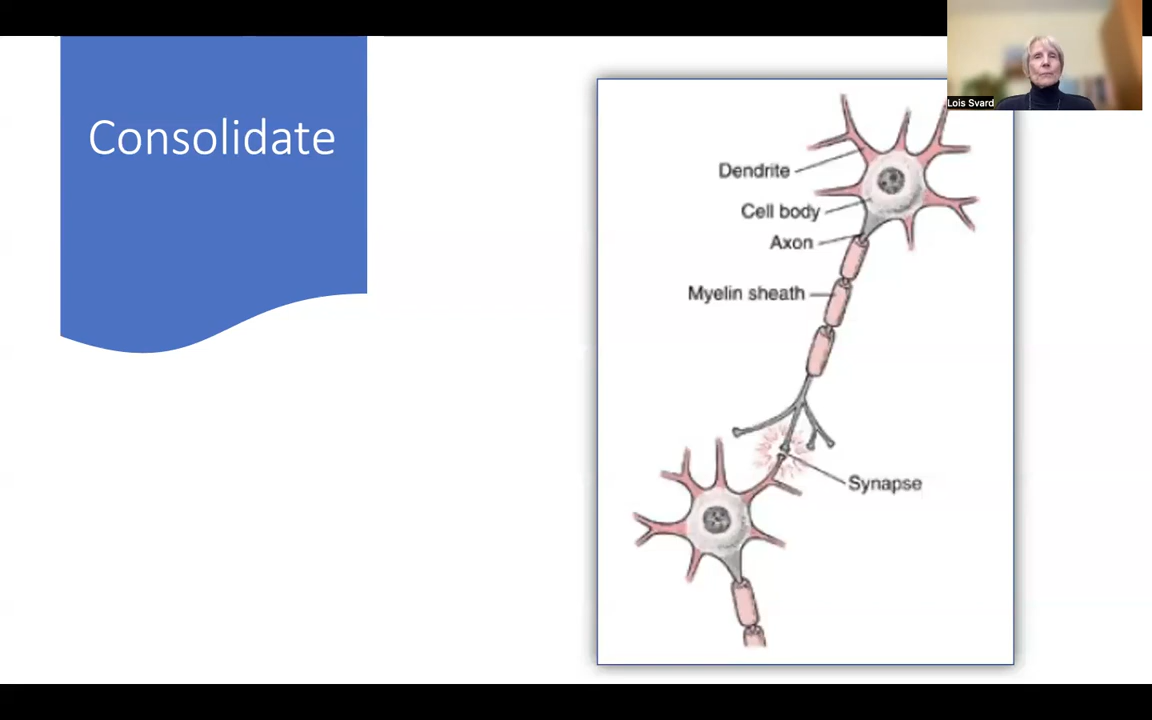 Consolidate
Lois Svard
Dendrite
Cell body
Axon
Myelin sheath
Synapse